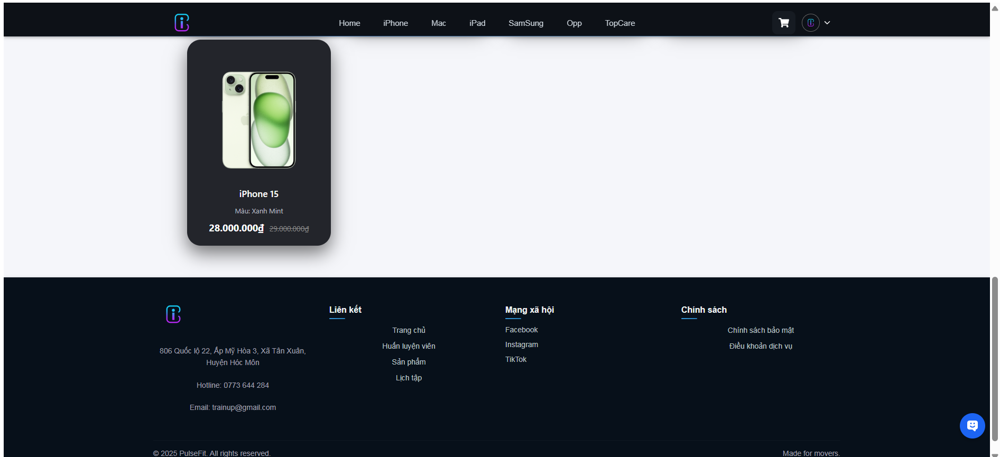 Home iPhone Mac iPad SamSung Opp TopCare
iPhone 15
Màu: Xanh Mint
28.000.000₫ 29.000.000₫
806 Quốc lộ 22, Ấp Mỹ Hòa 3, Xã Tân Xuân,
Huyện Hóc Môn
Hotline: 0773 644 284
Email: trainup@gmail.com
Liên kết
Trang chủ
Huấn luyện viên
Sản phẩm
Lịch tập
Mạng xã hội
Facebook
Instagram
TikTok
Chính sách
Chính sách bảo mật
Điều khoản dịch vụ
© 2025 PulseFit. All rights reserved.
Made for movers.